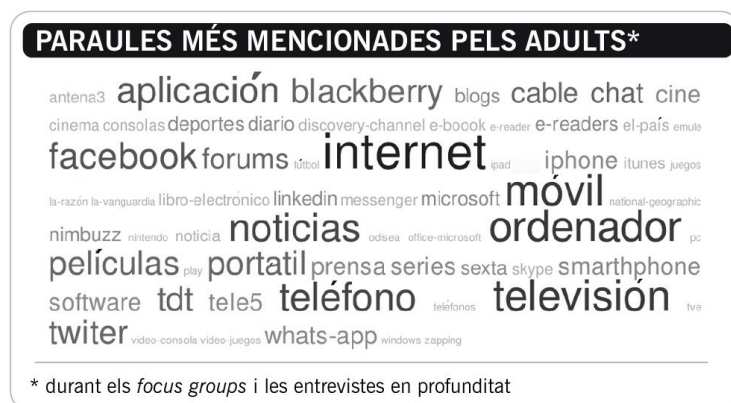 PARAULES MÉS MENCIONADES PELS ADULTS*
antena3 aplicación blackberry blogs cable chat cine
cinema consolas deportes diario discovery-channel e-boook e-reader e-readers el-país emule
facebook forums fútbol internet ipad iphone itunes juegos
la-razón la-vanguardia libro-electrónico linkedin messenger microsoft móvil national-geographic
nimbuzz nintendo noticia noticias odisea office-microsoft ordenador pc
películas play portatil prensa series sexta skype smarthphone
software tdt tele5 teléfono teléfonos televisión tve
twiter video-consola video-juegos whats-app windows zapping
* durant els focus groups i les entrevistes en profunditat